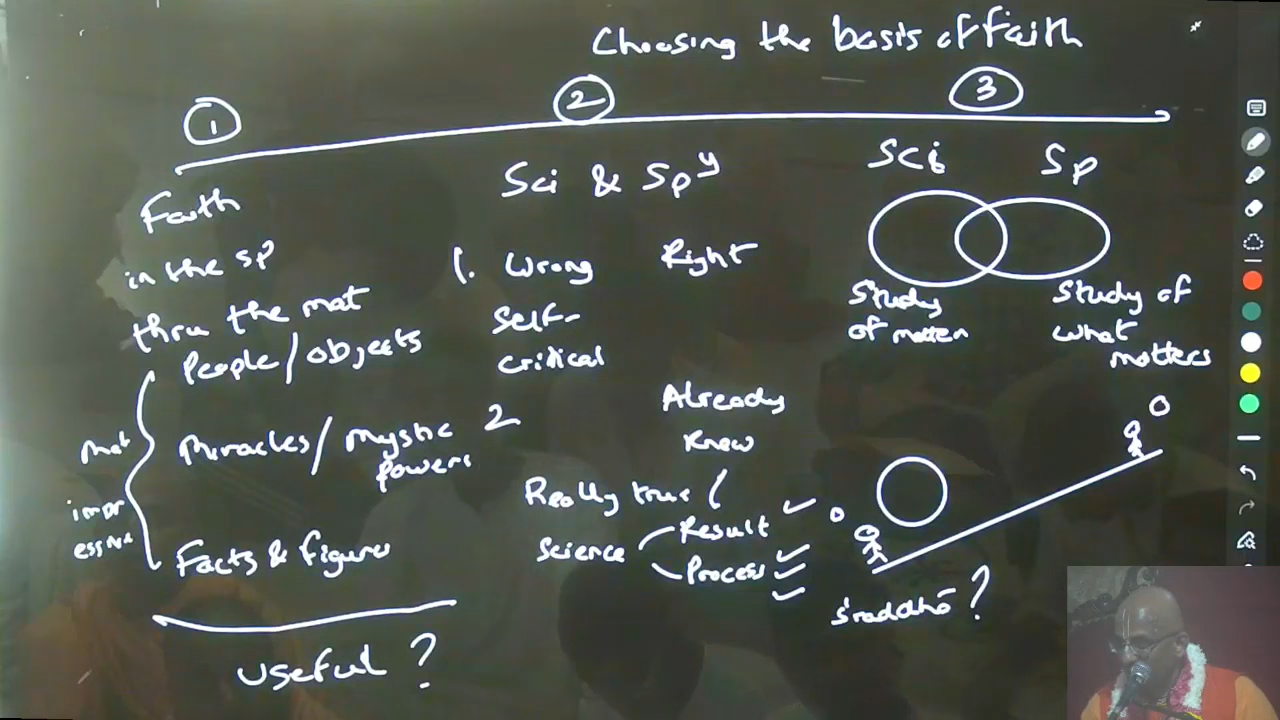 Choosing the basis of faith
1
2
3
Faith
in the sp
thru the mat
People/objects
Miracles/Mystic
powers
Facts & figures
mat
impr
essive
useful ?
Sci & Sp^y
1. Wrong Right
Self-
critical
2
Already
knew
Really true
Science
Result
Process
Sci Sp
Study
of matter
Study of
what
matters
śraddhā ?